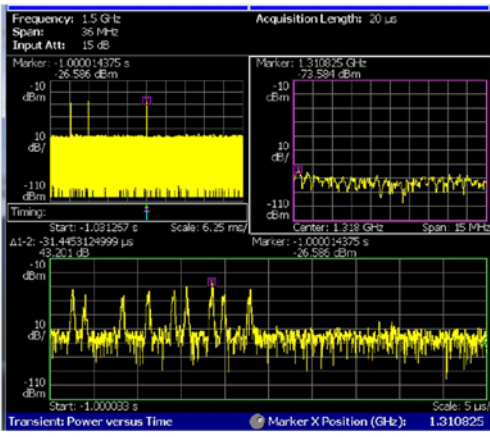 Frequency: 1.5 GHz
Span: 36 MHz
Input Att: 15 dB
Acquisition Length: 20 µs
Marker: -1.000014375 s
-26.586 dBm
-10
dBm
10
dB/
-110
dBm
Timing:
Start: -1.031257 s Scale: 6.25 ms/
Marker: 1.310825 GHz
-73.584 dBm
-10
dBm
10
dB/
-110
dBm
Center: 1.318 GHz Span: 15 MHz
Δ1-2: -31.4453124999 µs
43.201 dB
Marker: -1.000014375 s
-26.586 dBm
-10
dBm
10
dB/
-110
dBm
Start: -1.000033 s Scale: 5 µs/
Transient: Power versus Time
Marker X Position (GHz): 1.310825